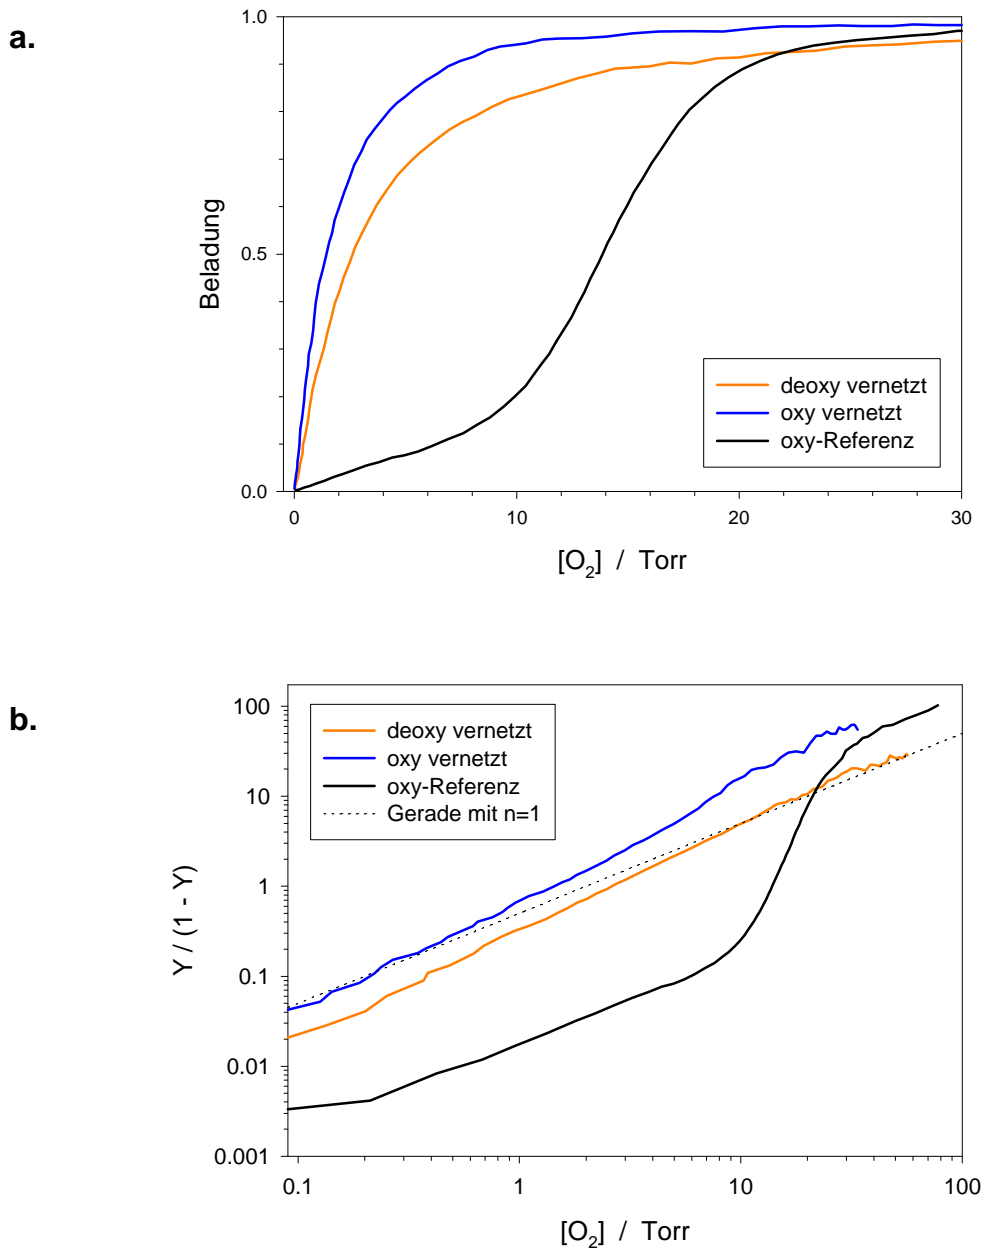 a.
1.0
0.5
0.0
Beladung
deoxy vernetzt
oxy vernetzt
oxy-Referenz
0 10 20 30
[O2] / Torr
b.
100
10
1
0.1
0.01
0.001
Y / (1 - Y)
deoxy vernetzt
oxy vernetzt
oxy-Referenz
Gerade mit n=1
0.1 1 10 100
[O2] / Torr